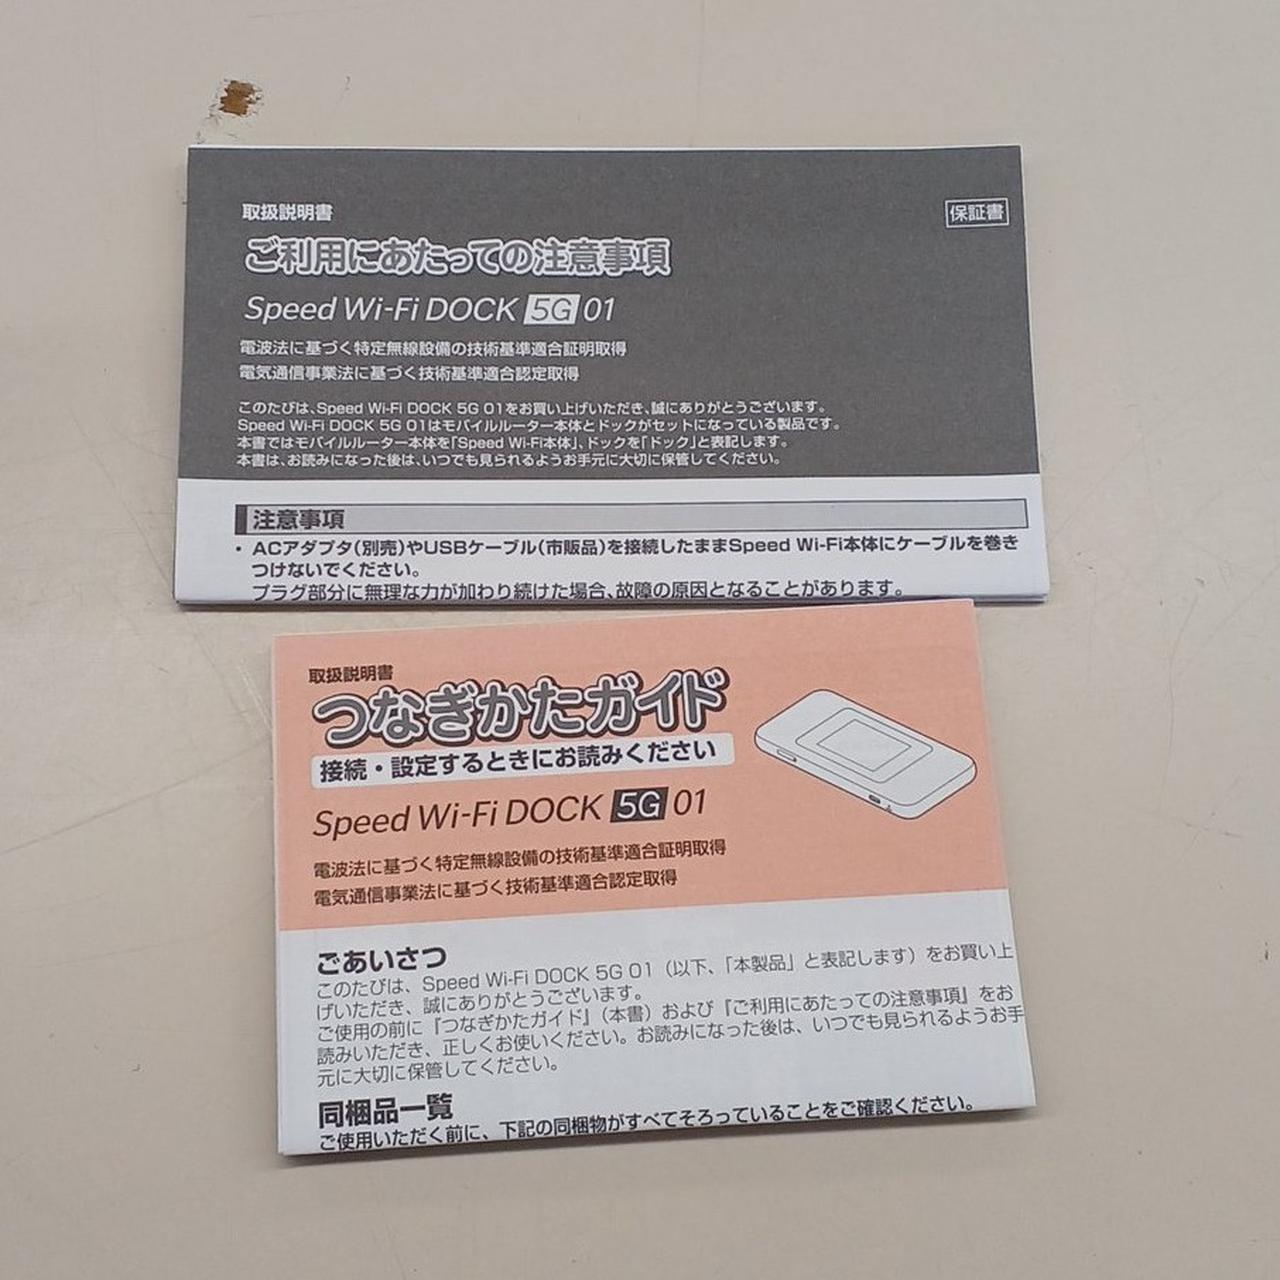 取扱説明書
保証書
ご利用にあたっての注意事項
Speed Wi-Fi DOCK 5G 01
電波法に基づく特定無線設備の技術基準適合証明取得
電気通信事業法に基づく技術基準適合認定取得
このたびは、Speed Wi-Fi DOCK 5G 01をお買い上げいただき、誠にありがとうございます。
Speed Wi-Fi DOCK 5G 01はモバイルルーター本体とドックがセットになっている製品です。
本書ではモバイルルーター本体を「Speed Wi-Fi本体」、ドックを「ドック」と表記します。
本書は、お読みになった後は、いつでも見られるようお手元に大切に保管してください。
注意事項
・ACアダプタ(別売)やUSBケーブル(市販品)を接続したままSpeed Wi-Fi本体にケーブルを巻き
つけないでください。
プラグ部分に無理な力が加わり続けた場合、故障の原因となることがあります。
取扱説明書
つなぎかたガイド
接続・設定するときにお読みください
Speed Wi-Fi DOCK 5G 01
電波法に基づく特定無線設備の技術基準適合証明取得
電気通信事業法に基づく技術基準適合認定取得
ごあいさつ
このたびは、Speed Wi-Fi DOCK 5G 01（以下、「本製品」と表記します）をお買い上
げいただき、誠にありがとうございます。
ご使用の前に『つなぎかたガイド』（本書）および『ご利用にあたっての注意事項』をお
読みいただき、正しくお使いください。お読みになった後は、いつでも見られるようお手
元に大切に保管してください。
同梱品一覧
ご使用いただく前に、下記の同梱物がすべてそろっていることをご確認ください。